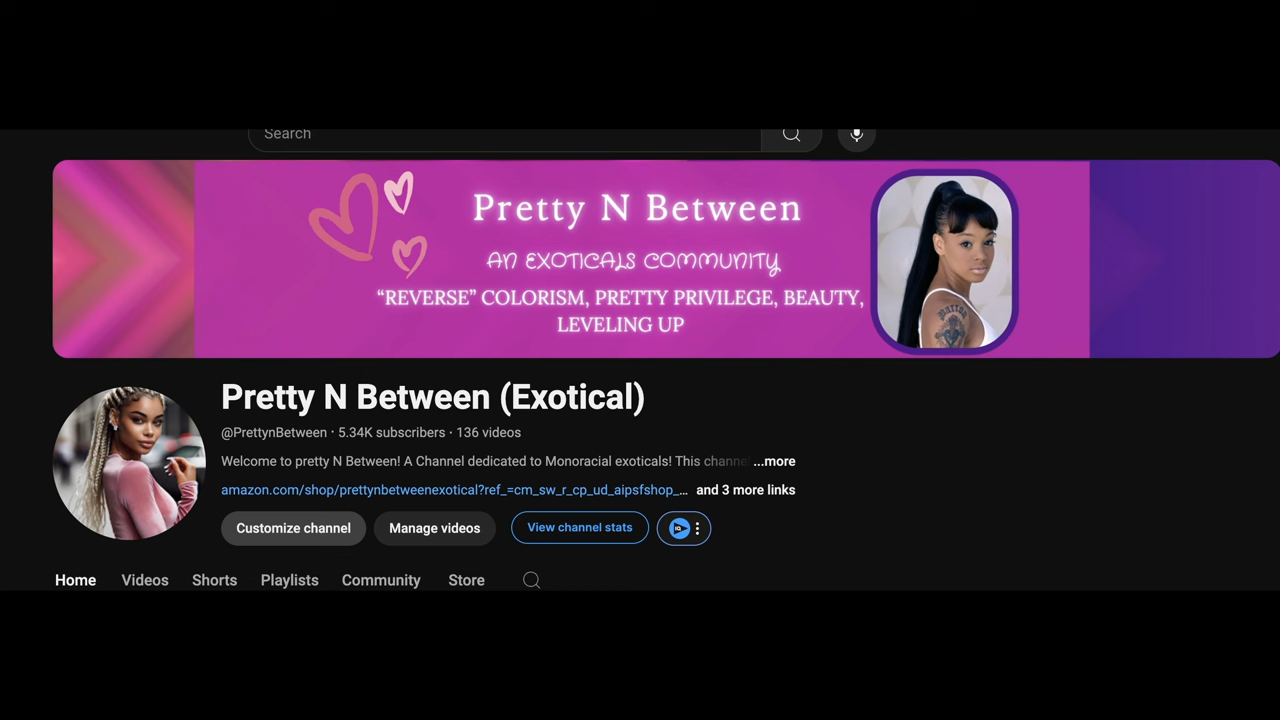 Search
Pretty N Between
AN EXOTICALS COMMUNITY
“REVERSE” COLORISM, PRETTY PRIVILEGE, BEAUTY,
LEVELING UP
Pretty N Between (Exotical)
@PrettynBetween · 5.34K subscribers · 136 videos
Welcome to pretty N Between! A Channel dedicated to Monoracial exoticals! This channe ...more
amazon.com/shop/prettynbetweenexotical?ref_=cm_sw_r_cp_ud_aipsfshop_... and 3 more links
Customize channel Manage videos View channel stats IQ
Home Videos Shorts Playlists Community Store